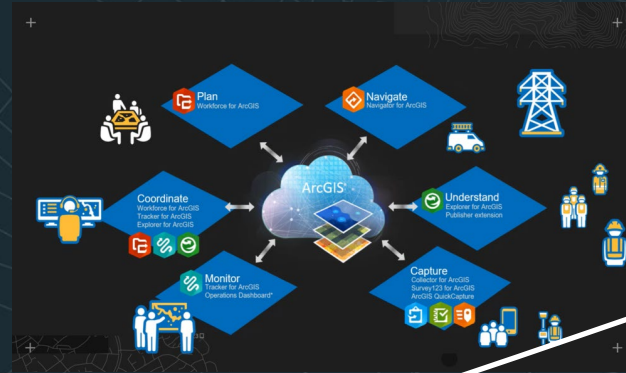 Plan
Workforce for ArcGIS
Navigate
Navigator for ArcGIS
ArcGIS
Coordinate
Workforce for ArcGIS
Tracker for ArcGIS
Explorer for ArcGIS
Understand
Explorer for ArcGIS
Publisher extension
Monitor
Tracker for ArcGIS
Operations Dashboard*
Capture
Collector for ArcGIS
Survey123 for ArcGIS
ArcGIS QuickCapture